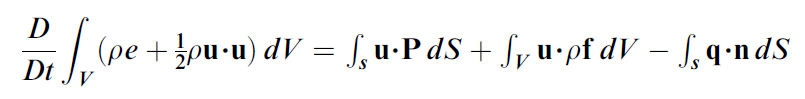 D/Dt ∫_V (ρe + ½ρu·u) dV = ∫_s u·P dS + ∫_V u·ρf dV − ∫_s q·n dS